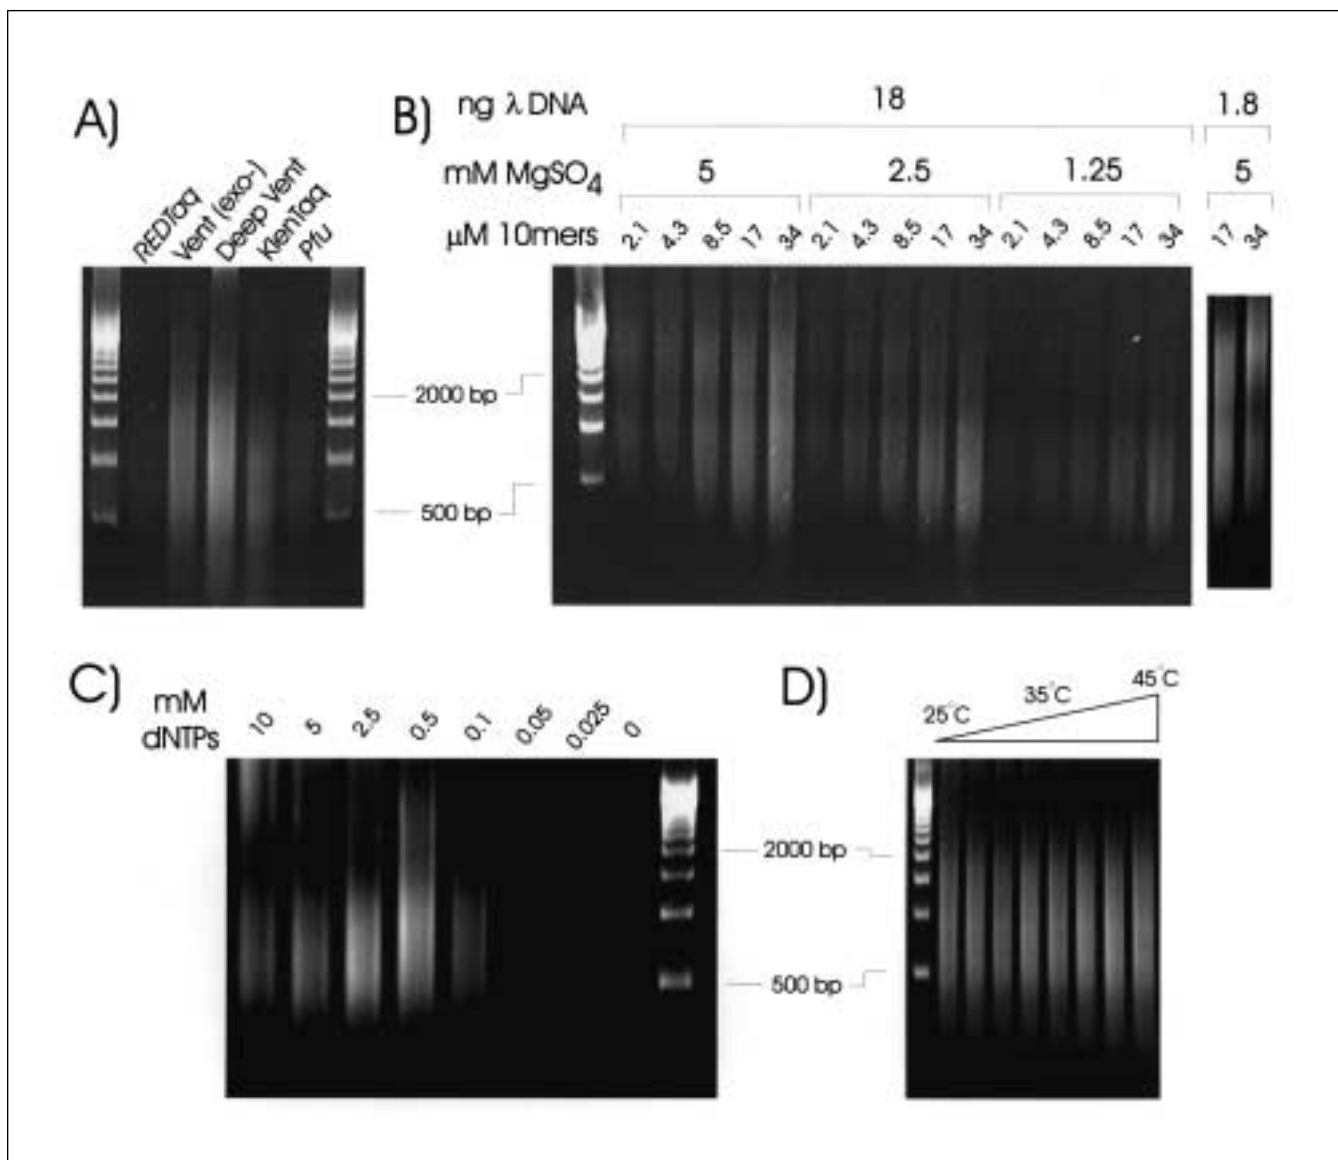 A)
REDTaq
Vent (exo-)
Deep Vent
KlenTaq
Pfu
B)
ng λ DNA 18 1.8
mM MgSO4 5 2.5 1.25 5
μM 10mers 2.1 4.3 8.5 17 34 2.1 4.3 8.5 17 34 2.1 4.3 8.5 17 34 17 34
2000 bp
500 bp
C)
mM
dNTPs 10 5 2.5 0.5 0.1 0.05 0.025 0
D)
25°C 35°C 45°C
2000 bp
500 bp